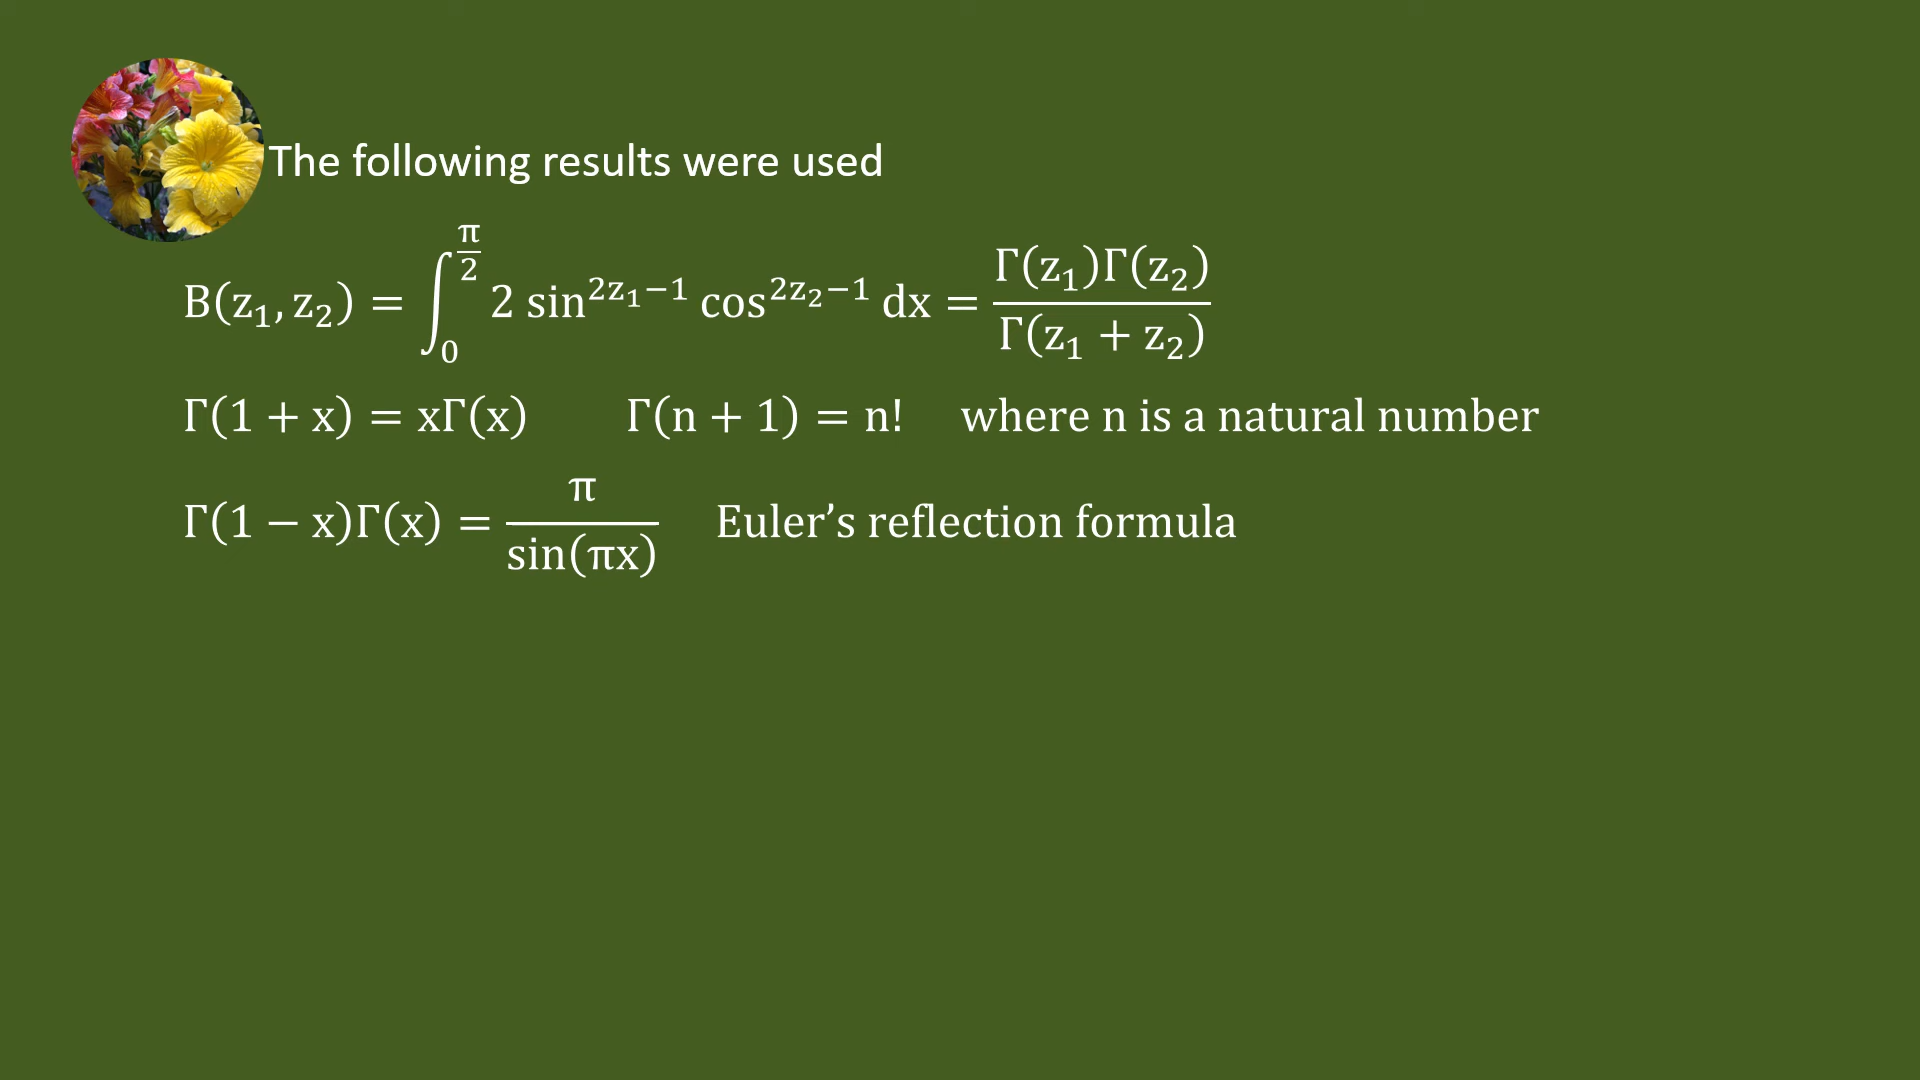 The following results were used
B(z₁, z₂) = ∫₀^(π/2) 2 sin^(2z₁−1) cos^(2z₂−1) dx = Γ(z₁)Γ(z₂) / Γ(z₁ + z₂)
Γ(1 + x) = xΓ(x) Γ(n + 1) = n! where n is a natural number
Γ(1 − x)Γ(x) = π / sin(πx) Euler’s reflection formula